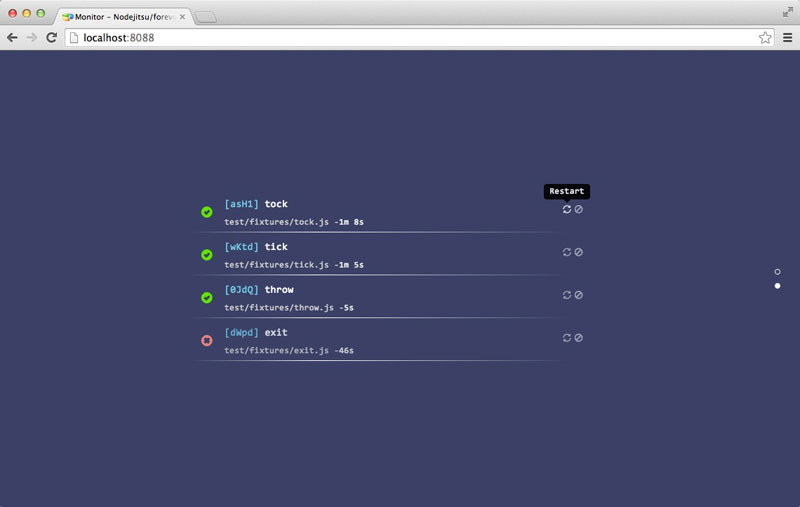 Monitor - Nodejitsu/forev
localhost:8088
Restart
[asH1] tock
test/fixtures/tock.js -1m 8s
[wKtd] tick
test/fixtures/tick.js -1m 5s
[0JdQ] throw
test/fixtures/throw.js -5s
[dWpd] exit
test/fixtures/exit.js -46s